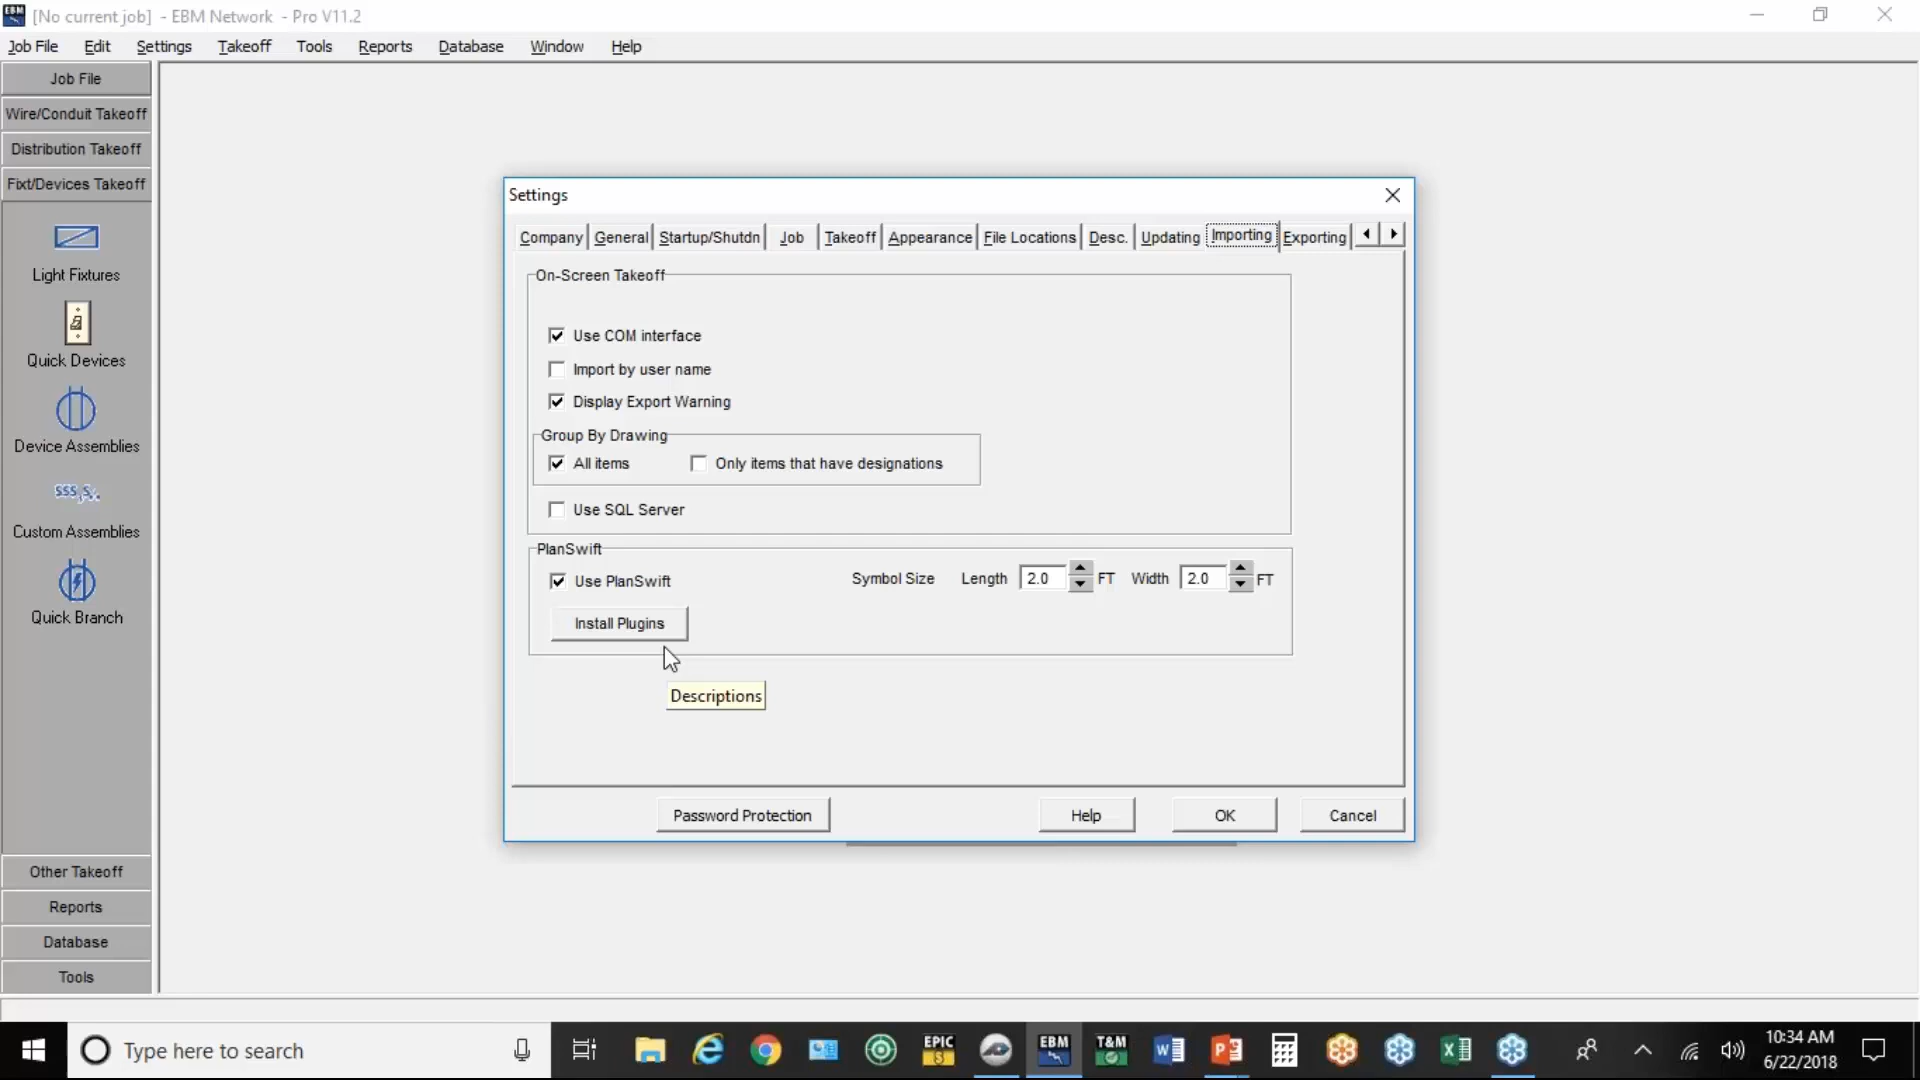 [No current job] - EBM Network - Pro V11.2
Job File Edit Settings Takeoff Tools Reports Database Window Help
Job File
Wire/Conduit Takeoff
Distribution Takeoff
Fixt/Devices Takeoff
Light Fixtures
Quick Devices
Device Assemblies
Custom Assemblies
Quick Branch
Other Takeoff
Reports
Database
Tools
Settings
Company General Startup/Shutdn Job Takeoff Appearance File Locations Desc. Updating Importing Exporting
On-Screen Takeoff
Use COM interface
Import by user name
Display Export Warning
Group By Drawing
All items Only items that have designations
Use SQL Server
PlanSwift
Use PlanSwift Symbol Size Length 2.0 FT Width 2.0 FT
Install Plugins
Descriptions
Password Protection Help OK Cancel
Type here to search
EPIC
S
EBM
T&M
10:34 AM
6/22/2018